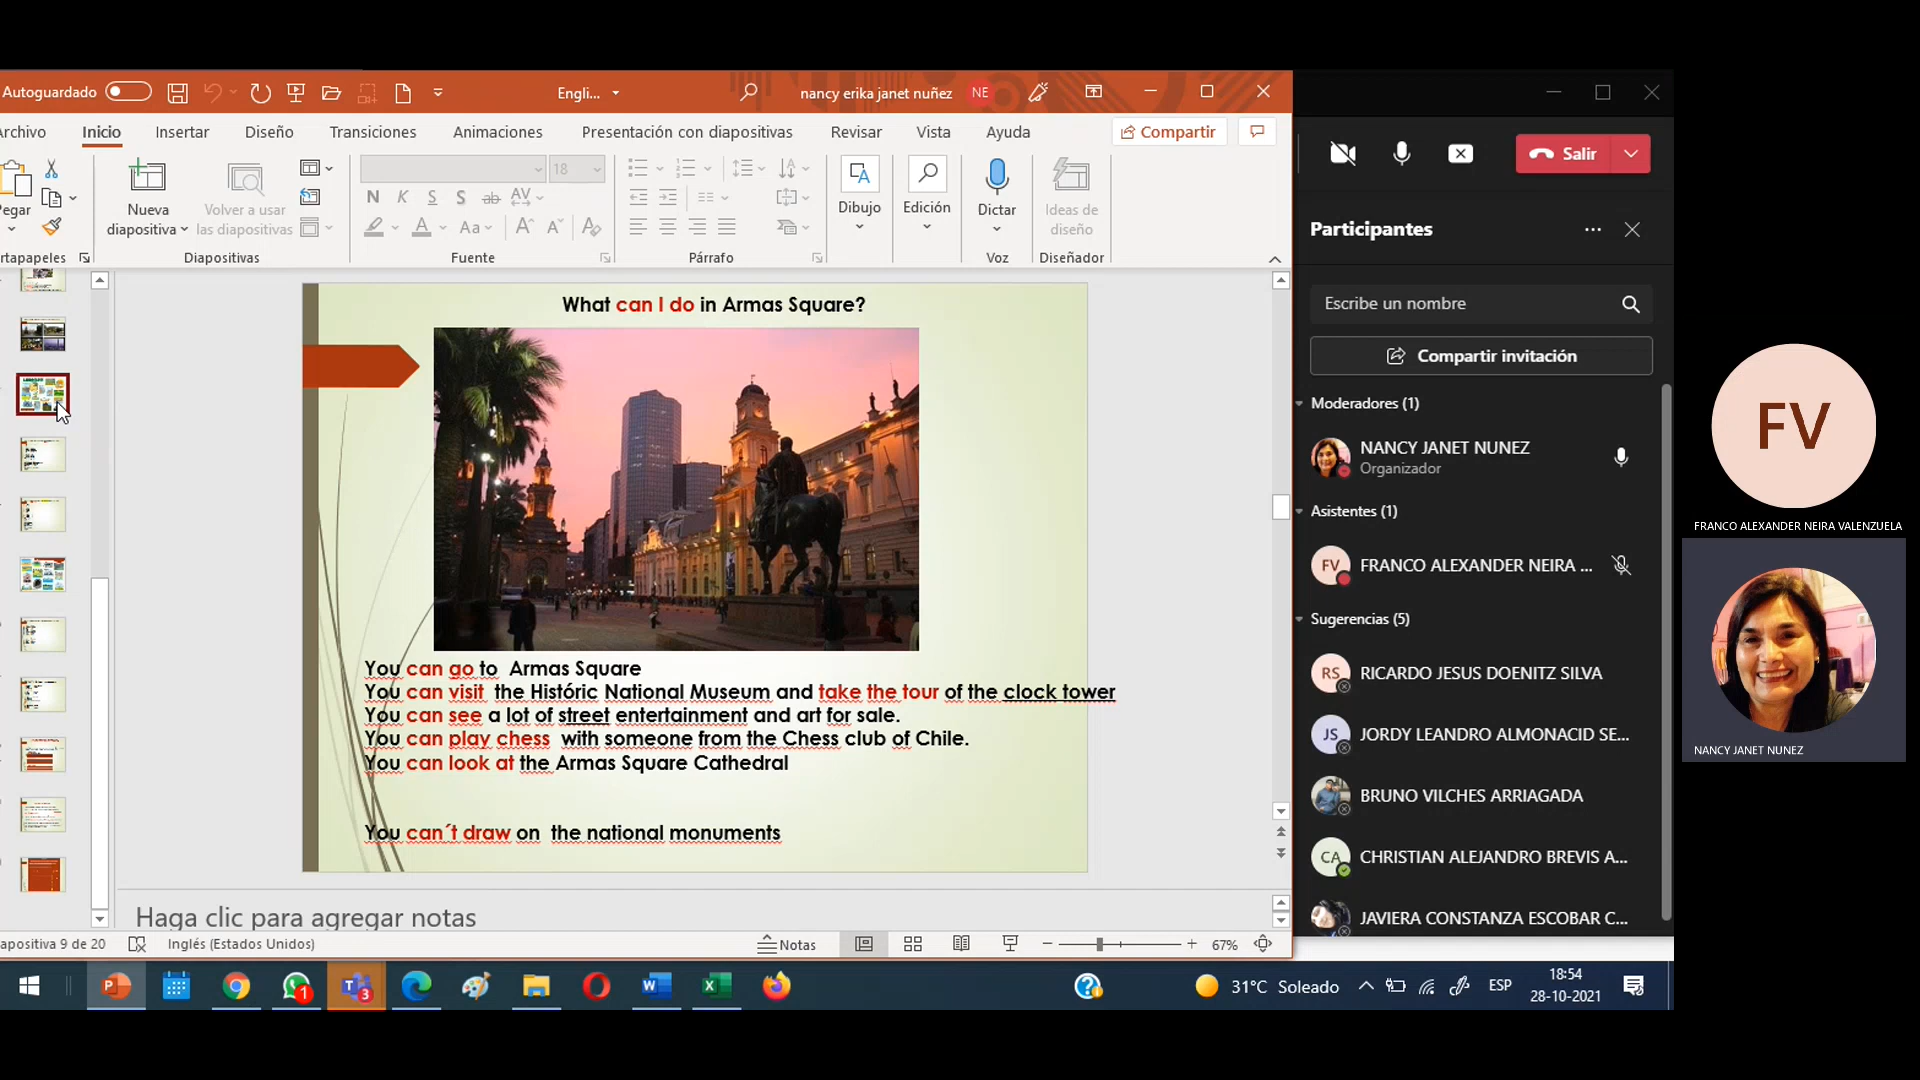 Autoguardado
Engli...
nancy erika janet nuñez
NE
Archivo
Inicio
Insertar
Diseño
Transiciones
Animaciones
Presentación con diapositivas
Revisar
Vista
Ayuda
Compartir
Pegar
Nueva
diapositiva
Volver a usar
las diapositivas
18
N K S S ab AV
Aa A A
Dibujo
Edición
Dictar
Ideas de
diseño
rtapapeles
Diapositivas
Fuente
Párrafo
Voz
Diseñador
What can I do in Armas Square?
You can go to Armas Square
You can visit the Históric National Museum and take the tour of the clock tower
You can see a lot of street entertainment and art for sale.
You can play chess with someone from the Chess club of Chile.
You can look at the Armas Square Cathedral
You can´t draw on the national monuments
Haga clic para agregar notas
apositiva 9 de 20
Inglés (Estados Unidos)
Notas
67%
Salir
Participantes
Escribe un nombre
Compartir invitación
Moderadores (1)
NANCY JANET NUNEZ
Organizador
Asistentes (1)
FV
FRANCO ALEXANDER NEIRA ...
Sugerencias (5)
RS
RICARDO JESUS DOENITZ SILVA
JS
JORDY LEANDRO ALMONACID SE...
BRUNO VILCHES ARRIAGADA
CA
CHRISTIAN ALEJANDRO BREVIS A...
JAVIERA CONSTANZA ESCOBAR C...
FV
FRANCO ALEXANDER NEIRA VALENZUELA
NANCY JANET NUNEZ
1
3
31°C Soleado
ESP
18:54
28-10-2021